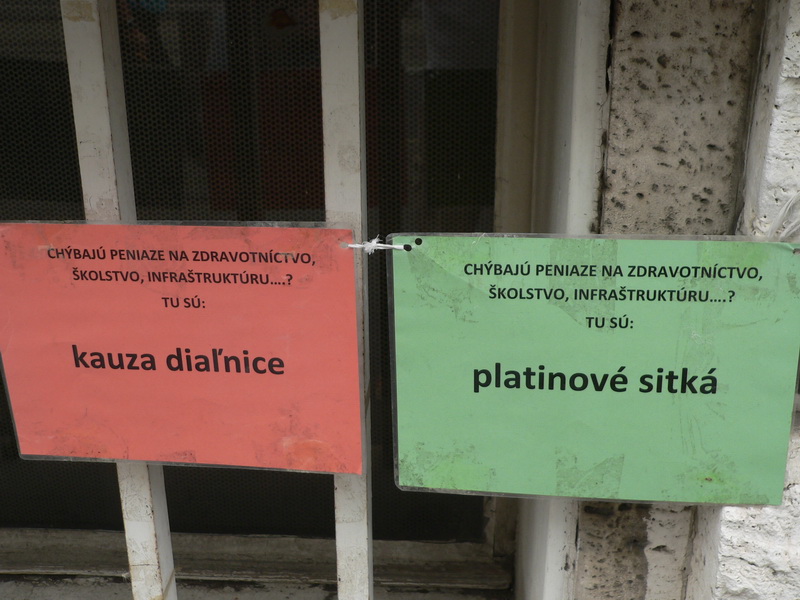 CHÝBAJÚ PENIAZE NA ZDRAVOTNÍCTVO,
ŠKOLSTVO, INFRAŠTRUKTÚRU....?
TU SÚ:
kauza diaľnice
CHÝBAJÚ PENIAZE NA ZDRAVOTNÍCTVO,
ŠKOLSTVO, INFRAŠTRUKTÚRU....?
TU SÚ:
platinové sitká